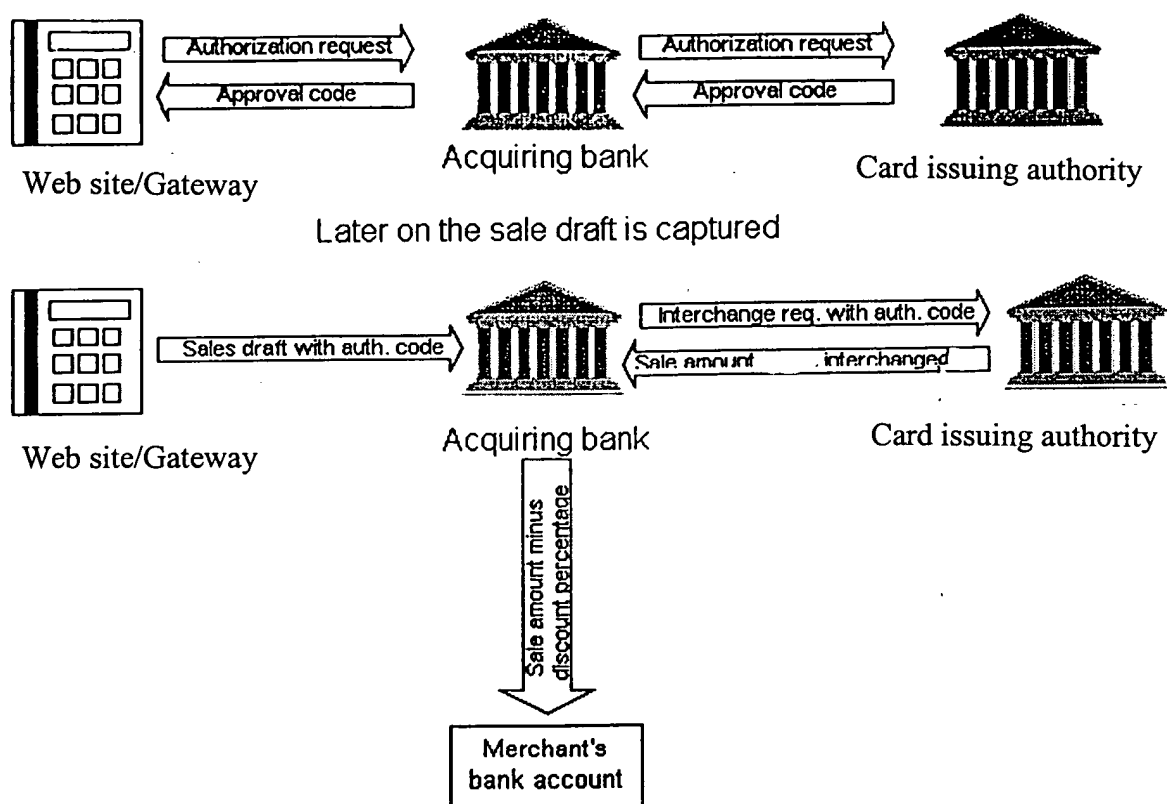 Authorization request
Authorization request
Approval code
Approval code
Acquiring bank
Web site/Gateway
Card issuing authority
Later on the sale draft is captured
Interchange req. with auth. code
Sales draft with auth. code
Sale amount interchanged
Acquiring bank
Card issuing authority
Web site/Gateway
Sale amount minus
discount percentage
Merchant's
bank account